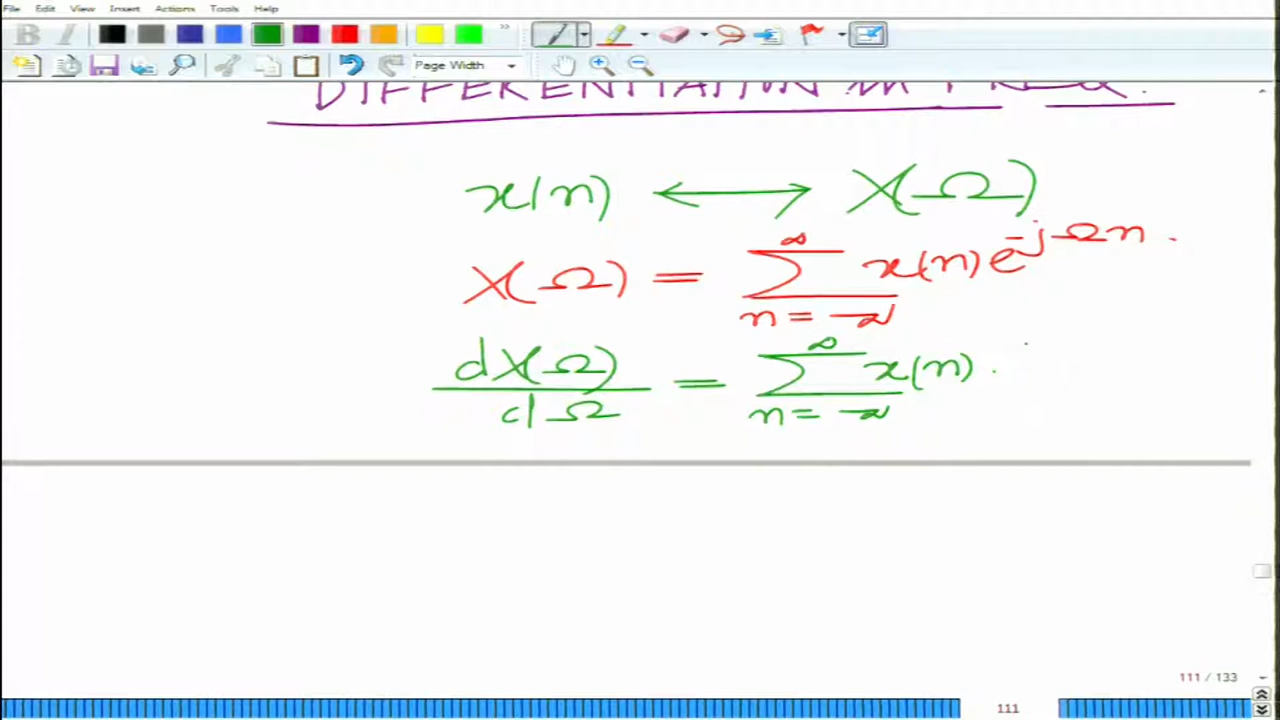 File Edit View Insert Actions Tools Help
B I
Page Width
DIFFERENTIATION IN FREQ.
x(n) ⟷ X(Ω)
X(Ω) = ∑_{n=-∞}^{∞} x(n) e^{-jΩn}.
dX(Ω)/dΩ = ∑_{n=-∞}^{∞} x(n) .
111 / 133
111